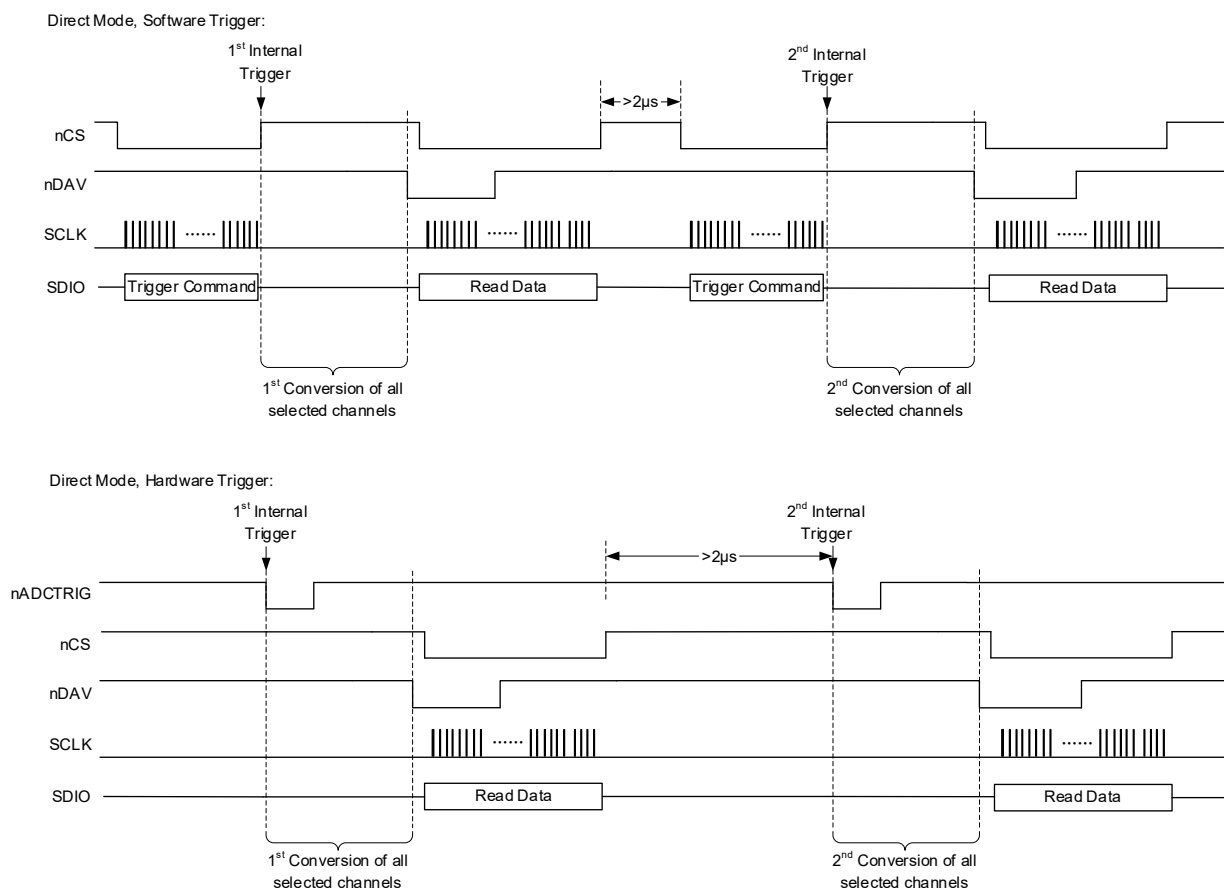 Direct Mode, Software Trigger:
1st Internal
Trigger
2nd Internal
Trigger
>2µs
nCS
nDAV
SCLK
SDIO
Trigger Command
Read Data
Trigger Command
Read Data
1st Conversion of all
selected channels
2nd Conversion of all
selected channels
Direct Mode, Hardware Trigger:
1st Internal
Trigger
2nd Internal
Trigger
>2µs
nADCTRIG
nCS
nDAV
SCLK
SDIO
Read Data
Read Data
1st Conversion of all
selected channels
2nd Conversion of all
selected channels